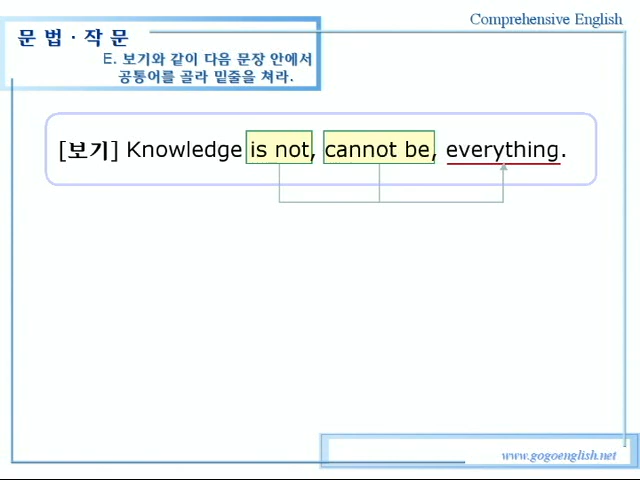 Comprehensive English
문 법 · 작 문
E. 보기와 같이 다음 문장 안에서
공통어를 골라 밑줄을 쳐라.
[보기] Knowledge is not, cannot be, everything.
www.gogoenglish.net